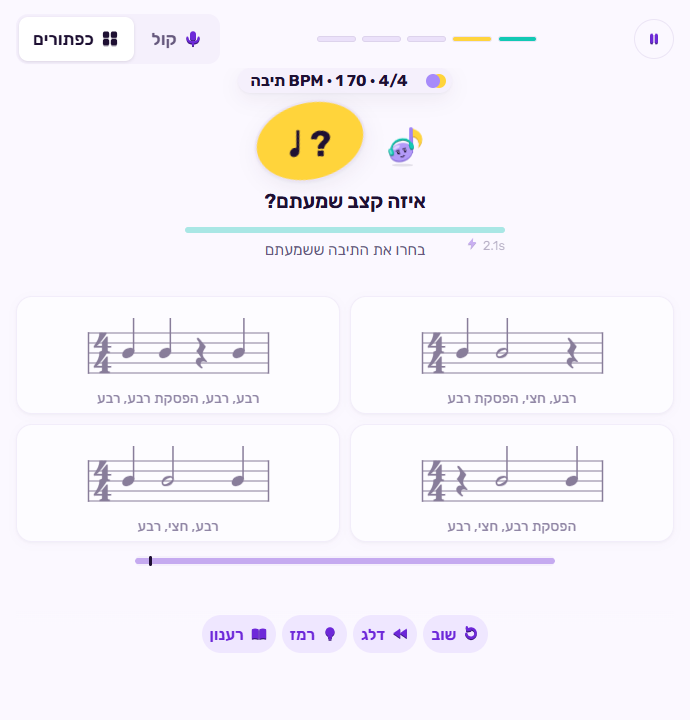 קול
כפתורים
תיבה BPM • 170 • 4/4
?
איזה קצב שמעתם?
2.1s
בחרו את התיבה ששמעתם
רבע, חצי, הפסקת רבע
רבע, רבע, הפסקת רבע, רבע
הפסקת רבע, חצי, רבע
רבע, חצי, רבע
שוב
דלג
רמז
רענון